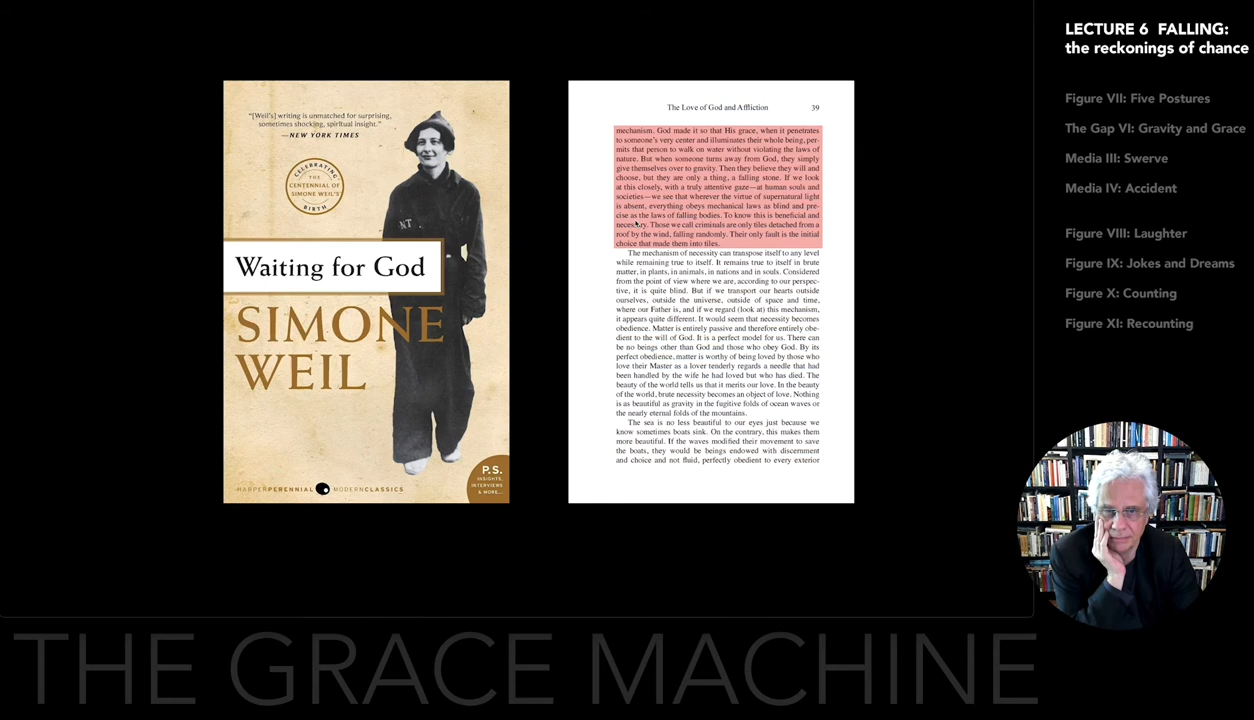 "[Weil's] writing is unmatched for surprising,
sometimes shocking, spiritual insight."
—NEW YORK TIMES
CELEBRATING
THE
CENTENNIAL OF
SIMONE WEIL'S
BIRTH
NT
Waiting for God
SIMONE
WEIL
P.S.
INSIGHTS,
INTERVIEWS
& MORE...
HARPERPERENNIAL MODERNCLASSICS
The Love of God and Affliction 39
mechanism. God made it so that His grace, when it penetrates
to someone's very center and illuminates their whole being, per-
mits that person to walk on water without violating the laws of
nature. But when someone turns away from God, they simply
give themselves over to gravity. Then they believe they will and
choose, but they are only a thing, a falling stone. If we look
at this closely, with a truly attentive gaze—at human souls and
societies—we see that wherever the virtue of supernatural light
is absent, everything obeys mechanical laws as blind and pre-
cise as the laws of falling bodies. To know this is beneficial and
necessary. Those we call criminals are only tiles detached from a
roof by the wind, falling randomly. Their only fault is the initial
choice that made them into tiles.
The mechanism of necessity can transpose itself to any level
while remaining true to itself. It remains true to itself in brute
matter, in plants, in animals, in nations and in souls. Considered
from the point of view where we are, according to our perspec-
tive, it is quite blind. But if we transport our hearts outside
ourselves, outside the universe, outside of space and time,
where our Father is, and if we regard (look at) this mechanism,
it appears quite different. It would seem that necessity becomes
obedience. Matter is entirely passive and therefore entirely obe-
dient to the will of God. It is a perfect model for us. There can
be no beings other than God and those who obey God. By its
perfect obedience, matter is worthy of being loved by those who
love their Master as a lover tenderly regards a needle that had
been handled by the wife he had loved but who has died. The
beauty of the world tells us that it merits our love. In the beauty
of the world, brute necessity becomes an object of love. Nothing
is as beautiful as gravity in the fugitive folds of ocean waves or
the nearly eternal folds of the mountains.
The sea is no less beautiful to our eyes just because we
know sometimes boats sink. On the contrary, this makes them
more beautiful. If the waves modified their movement to save
the boats, they would be beings endowed with discernment
and choice and not fluid, perfectly obedient to every exterior
LECTURE 6 FALLING:
the reckonings of chance
Figure VII: Five Postures
The Gap VI: Gravity and Grace
Media III: Swerve
Media IV: Accident
Figure VIII: Laughter
Figure IX: Jokes and Dreams
Figure X: Counting
Figure XI: Recounting
THE GRACE MACHINE